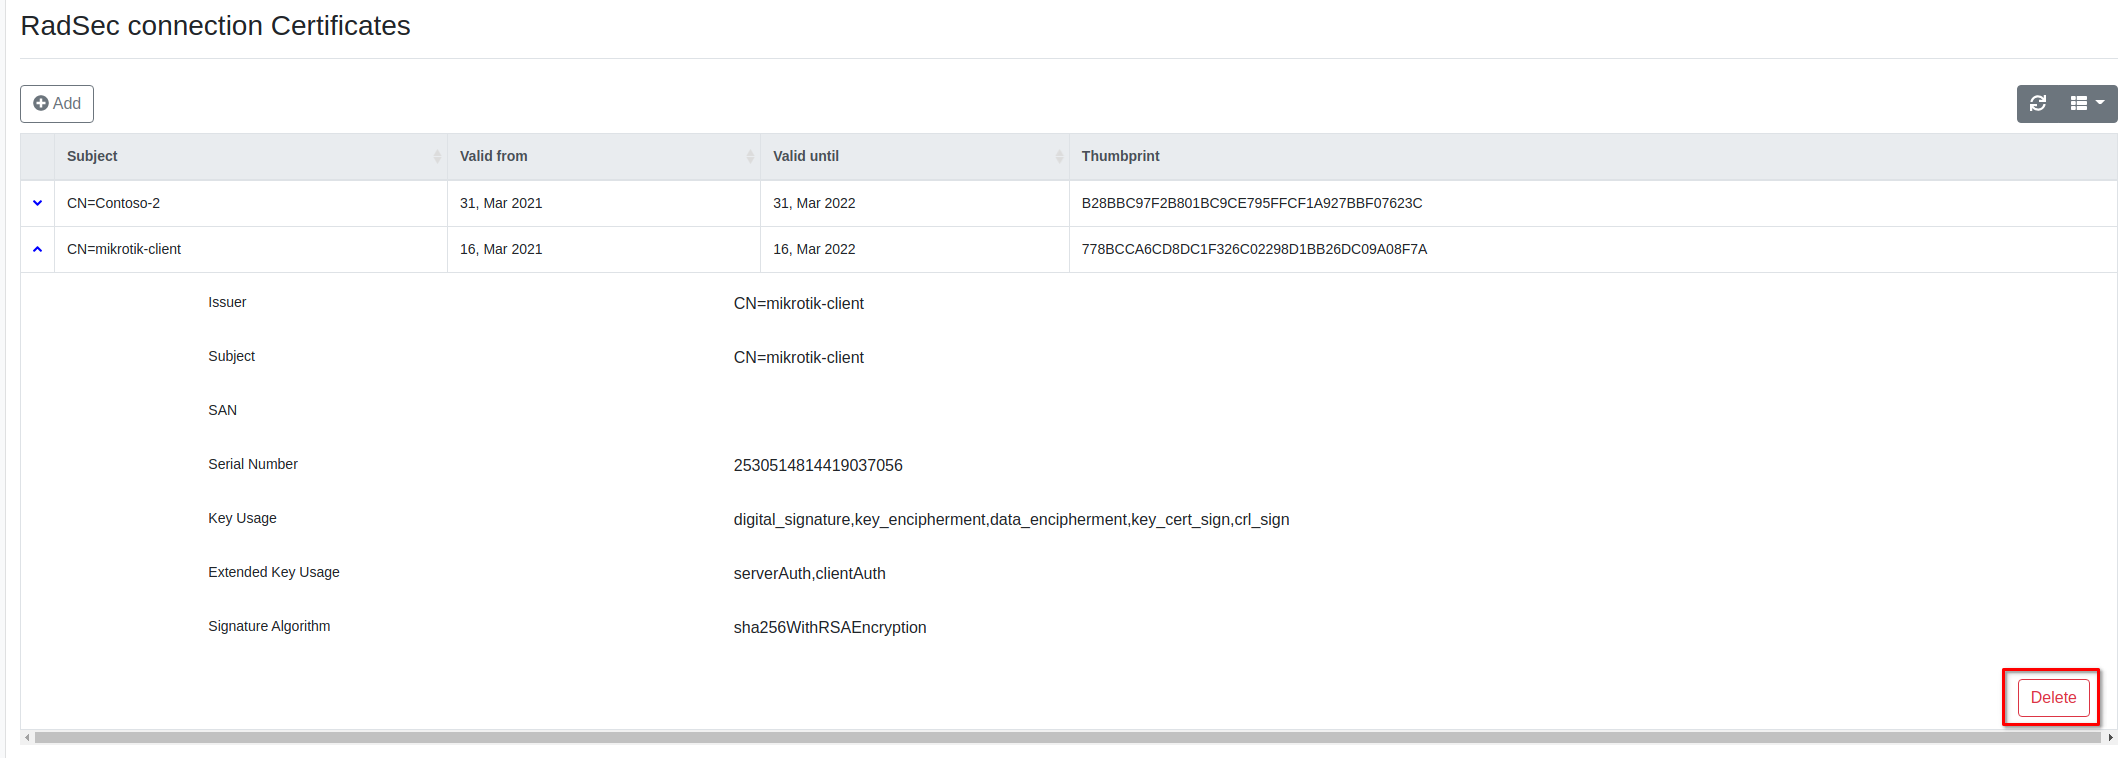 RadSec connection Certificates
Add
Subject Valid from Valid until Thumbprint
CN=Contoso-2 31, Mar 2021 31, Mar 2022 B28BBC97F2B801BC9CE795FFCF1A927BBF07623C
CN=mikrotik-client 16, Mar 2021 16, Mar 2022 778BCCA6CD8DC1F326C02298D1BB26DC09A08F7A
Issuer CN=mikrotik-client
Subject CN=mikrotik-client
SAN
Serial Number 2530514814419037056
Key Usage digital_signature,key_encipherment,data_encipherment,key_cert_sign,crl_sign
Extended Key Usage serverAuth,clientAuth
Signature Algorithm sha256WithRSAEncryption
Delete